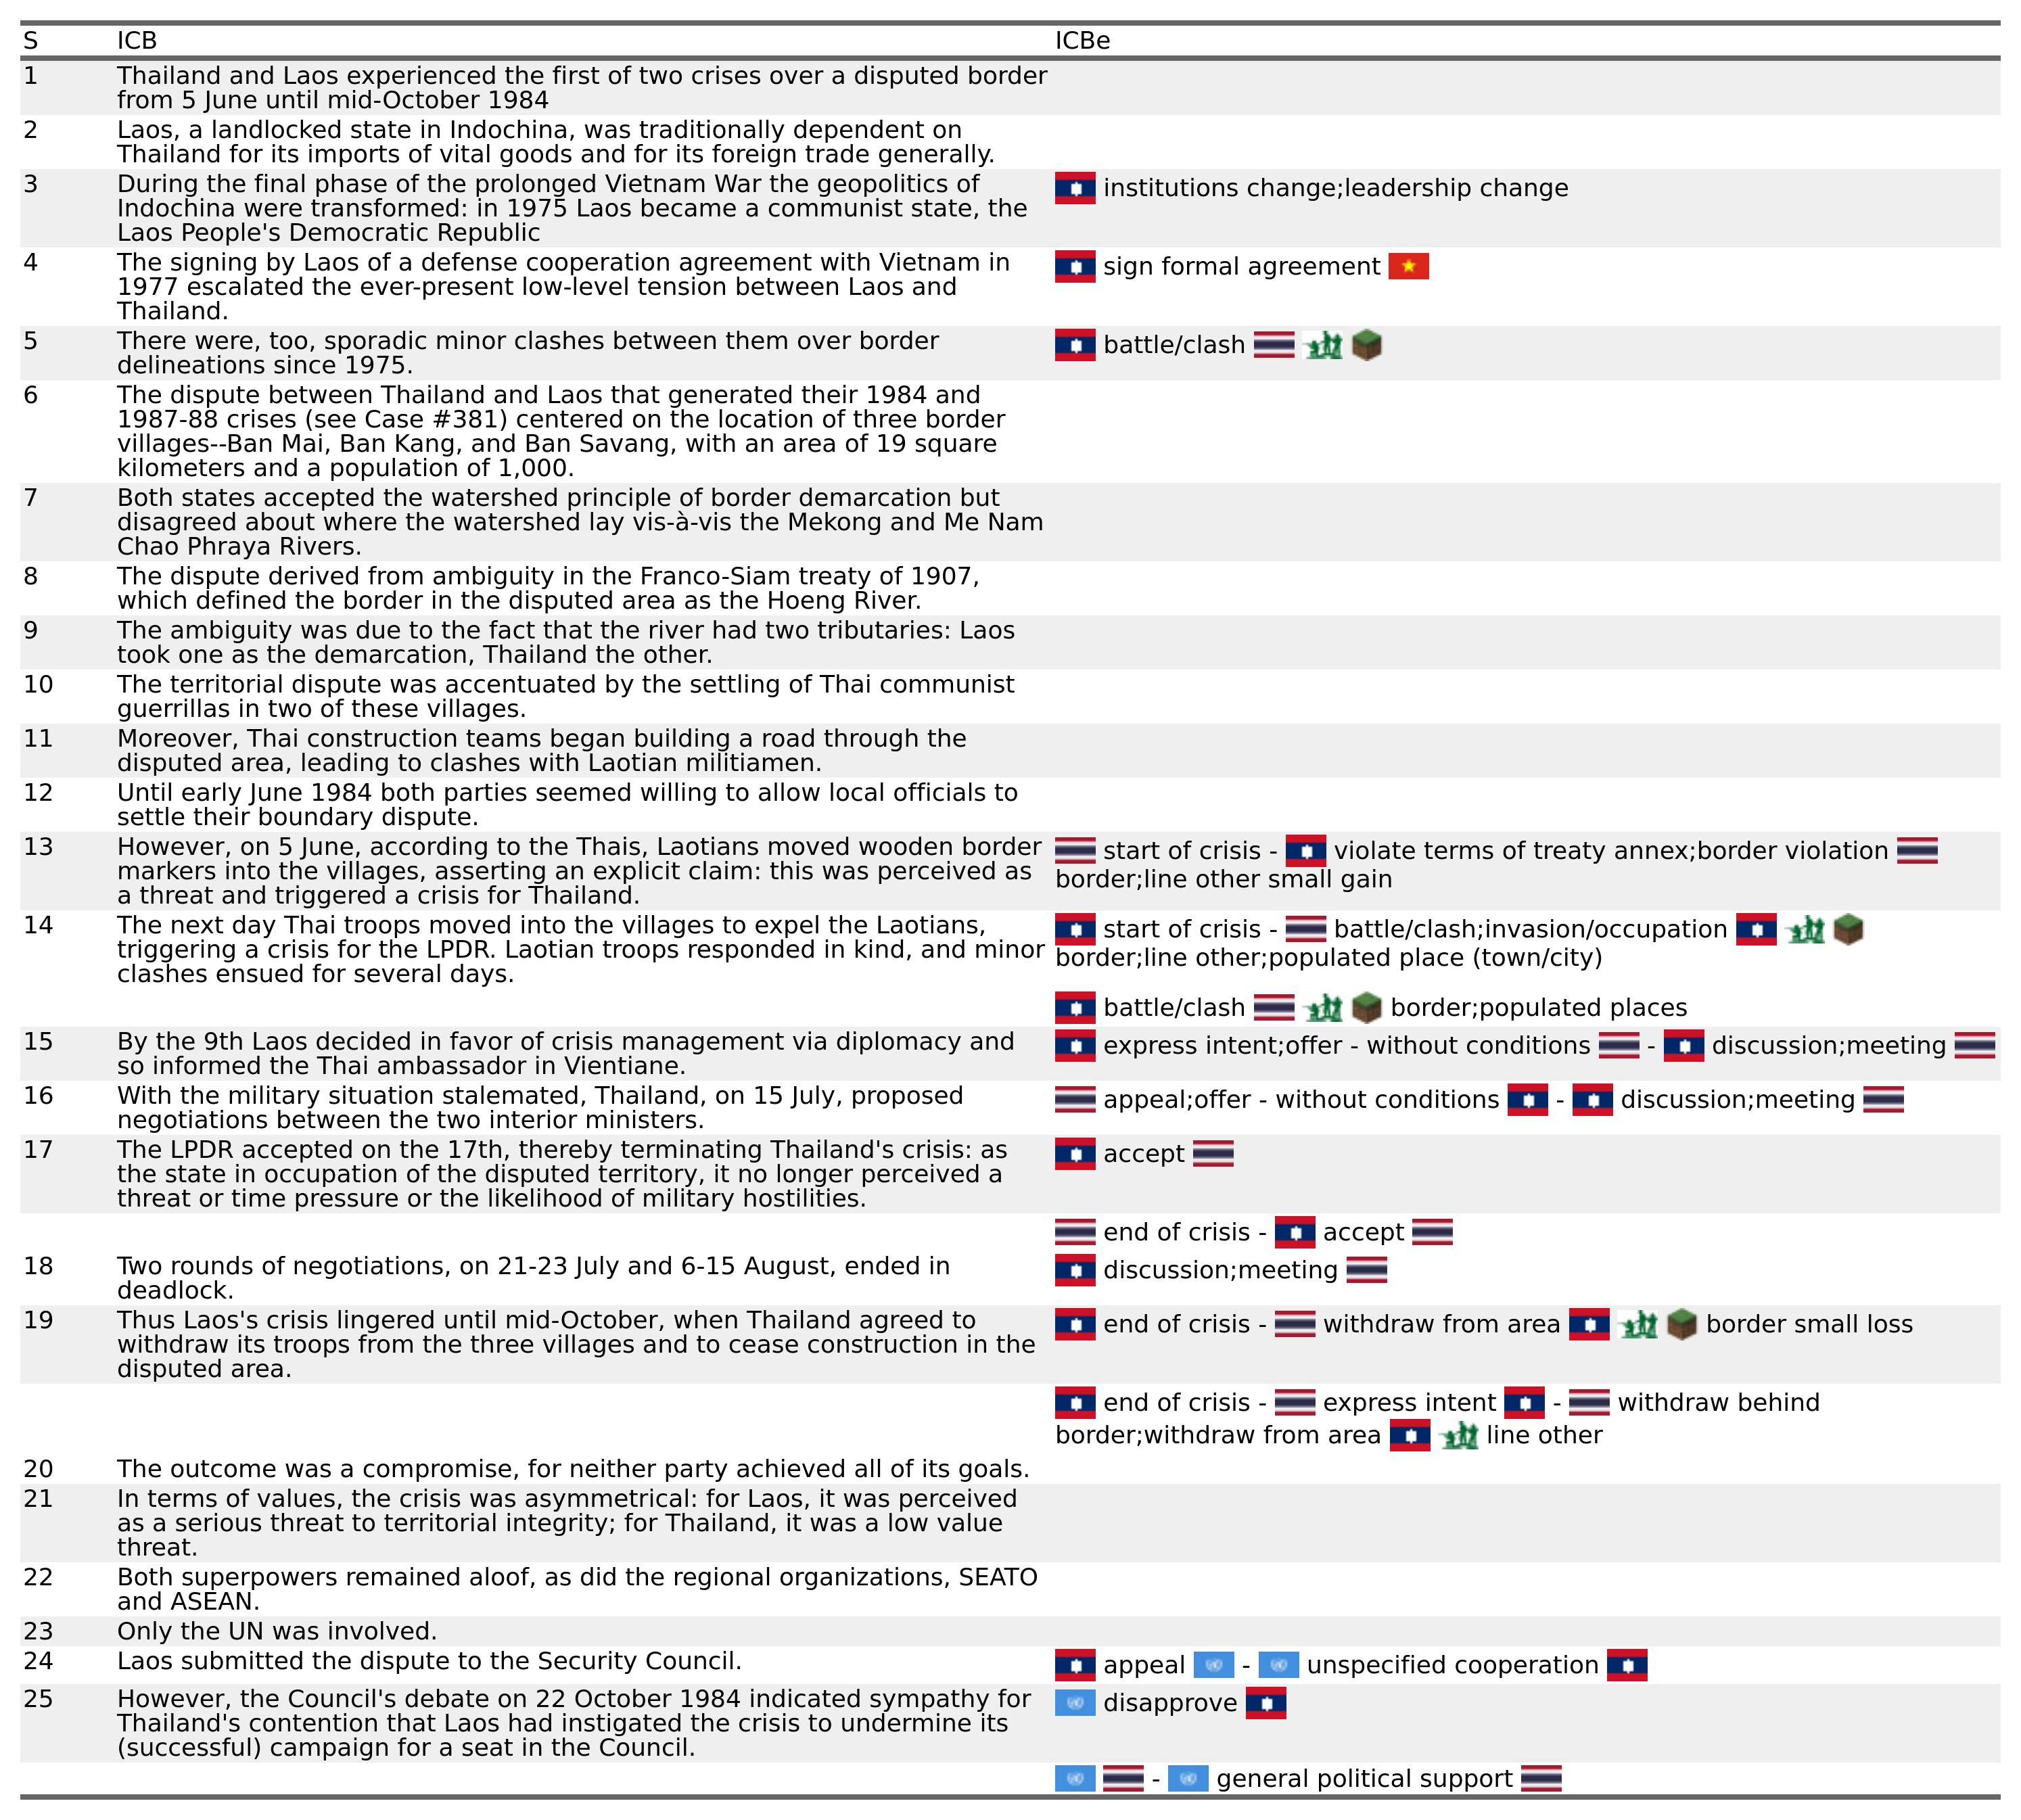 S ICB ICBe
1 Thailand and Laos experienced the first of two crises over a disputed border
from 5 June until mid-October 1984
2 Laos, a landlocked state in Indochina, was traditionally dependent on
Thailand for its imports of vital goods and for its foreign trade generally.
3 During the final phase of the prolonged Vietnam War the geopolitics of
Indochina were transformed: in 1975 Laos became a communist state, the
Laos People's Democratic Republic
institutions change;leadership change
4 The signing by Laos of a defense cooperation agreement with Vietnam in
1977 escalated the ever-present low-level tension between Laos and
Thailand.
sign formal agreement
5 There were, too, sporadic minor clashes between them over border
delineations since 1975.
battle/clash
6 The dispute between Thailand and Laos that generated their 1984 and
1987-88 crises (see Case #381) centered on the location of three border
villages--Ban Mai, Ban Kang, and Ban Savang, with an area of 19 square
kilometers and a population of 1,000.
7 Both states accepted the watershed principle of border demarcation but
disagreed about where the watershed lay vis-à-vis the Mekong and Me Nam
Chao Phraya Rivers.
8 The dispute derived from ambiguity in the Franco-Siam treaty of 1907,
which defined the border in the disputed area as the Hoeng River.
9 The ambiguity was due to the fact that the river had two tributaries: Laos
took one as the demarcation, Thailand the other.
10 The territorial dispute was accentuated by the settling of Thai communist
guerrillas in two of these villages.
11 Moreover, Thai construction teams began building a road through the
disputed area, leading to clashes with Laotian militiamen.
12 Until early June 1984 both parties seemed willing to allow local officials to
settle their boundary dispute.
13 However, on 5 June, according to the Thais, Laotians moved wooden border
markers into the villages, asserting an explicit claim: this was perceived as
a threat and triggered a crisis for Thailand.
start of crisis - violate terms of treaty annex;border violation
border;line other small gain
14 The next day Thai troops moved into the villages to expel the Laotians,
triggering a crisis for the LPDR. Laotian troops responded in kind, and minor
clashes ensued for several days.
start of crisis - battle/clash;invasion/occupation
border;line other;populated place (town/city)
battle/clash border;populated places
15 By the 9th Laos decided in favor of crisis management via diplomacy and
so informed the Thai ambassador in Vientiane.
express intent;offer - without conditions - discussion;meeting
16 With the military situation stalemated, Thailand, on 15 July, proposed
negotiations between the two interior ministers.
appeal;offer - without conditions - discussion;meeting
17 The LPDR accepted on the 17th, thereby terminating Thailand's crisis: as
the state in occupation of the disputed territory, it no longer perceived a
threat or time pressure or the likelihood of military hostilities.
accept
end of crisis - accept
18 Two rounds of negotiations, on 21-23 July and 6-15 August, ended in
deadlock.
discussion;meeting
19 Thus Laos's crisis lingered until mid-October, when Thailand agreed to
withdraw its troops from the three villages and to cease construction in the
disputed area.
end of crisis - withdraw from area border small loss
end of crisis - express intent - withdraw behind
border;withdraw from area line other
20 The outcome was a compromise, for neither party achieved all of its goals.
21 In terms of values, the crisis was asymmetrical: for Laos, it was perceived
as a serious threat to territorial integrity; for Thailand, it was a low value
threat.
22 Both superpowers remained aloof, as did the regional organizations, SEATO
and ASEAN.
23 Only the UN was involved.
24 Laos submitted the dispute to the Security Council.
appeal - unspecified cooperation
25 However, the Council's debate on 22 October 1984 indicated sympathy for
Thailand's contention that Laos had instigated the crisis to undermine its
(successful) campaign for a seat in the Council.
disapprove
- general political support